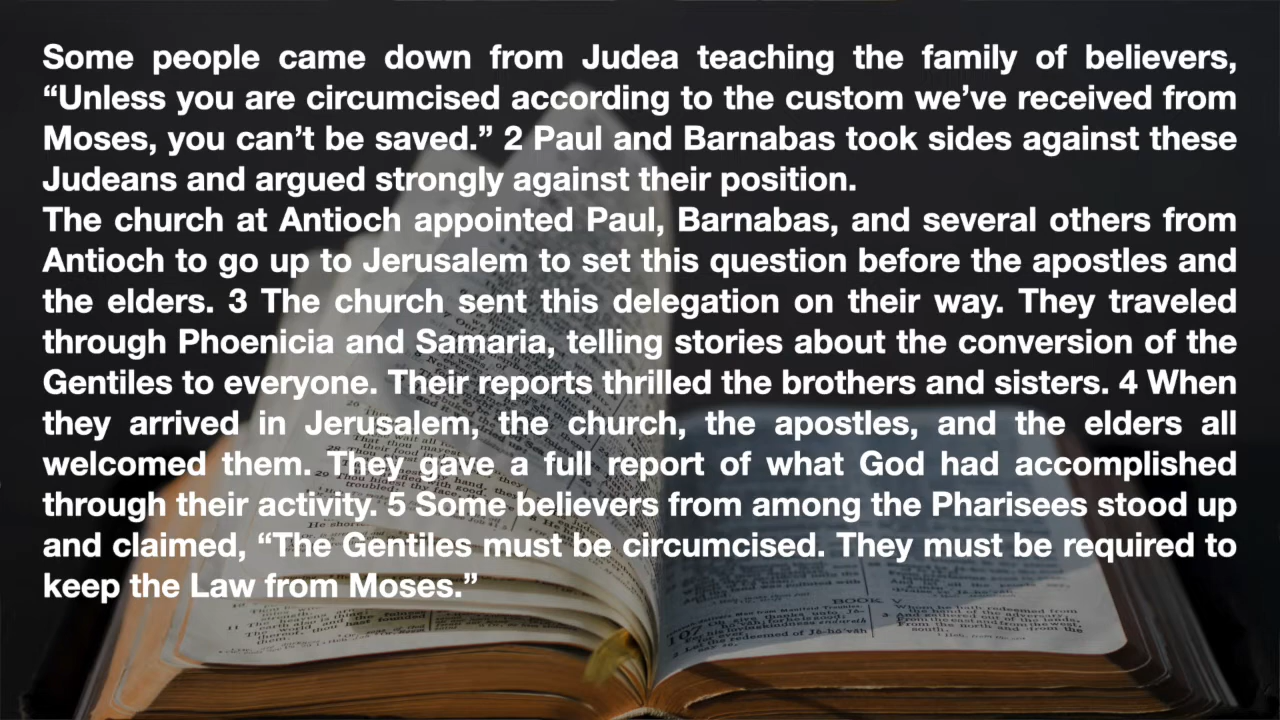 Some people came down from Judea teaching the family of believers,
“Unless you are circumcised according to the custom we’ve received from
Moses, you can’t be saved.” 2 Paul and Barnabas took sides against these
Judeans and argued strongly against their position.
The church at Antioch appointed Paul, Barnabas, and several others from
Antioch to go up to Jerusalem to set this question before the apostles and
the elders. 3 The church sent this delegation on their way. They traveled
through Phoenicia and Samaria, telling stories about the conversion of the
Gentiles to everyone. Their reports thrilled the brothers and sisters. 4 When
they arrived in Jerusalem, the church, the apostles, and the elders all
welcomed them. They gave a full report of what God had accomplished
through their activity. 5 Some believers from among the Pharisees stood up
and claimed, “The Gentiles must be circumcised. They must be required to
keep the Law from Moses.”
BOOK
107